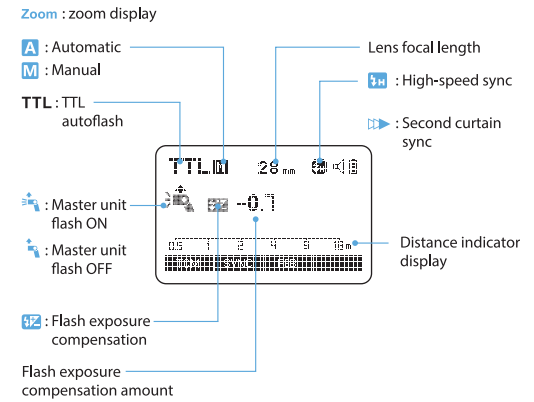 Zoom : zoom display
A : Automatic
M : Manual
TTL : TTL
autoflash
Lens focal length
H : High-speed sync
: Second curtain
sync
TTL M 28 mm
-0.7
0.5 1 2 4 9 18 m
SYNC
: Master unit
flash ON
: Master unit
flash OFF
Distance indicator
display
: Flash exposure
compensation
Flash exposure
compensation amount